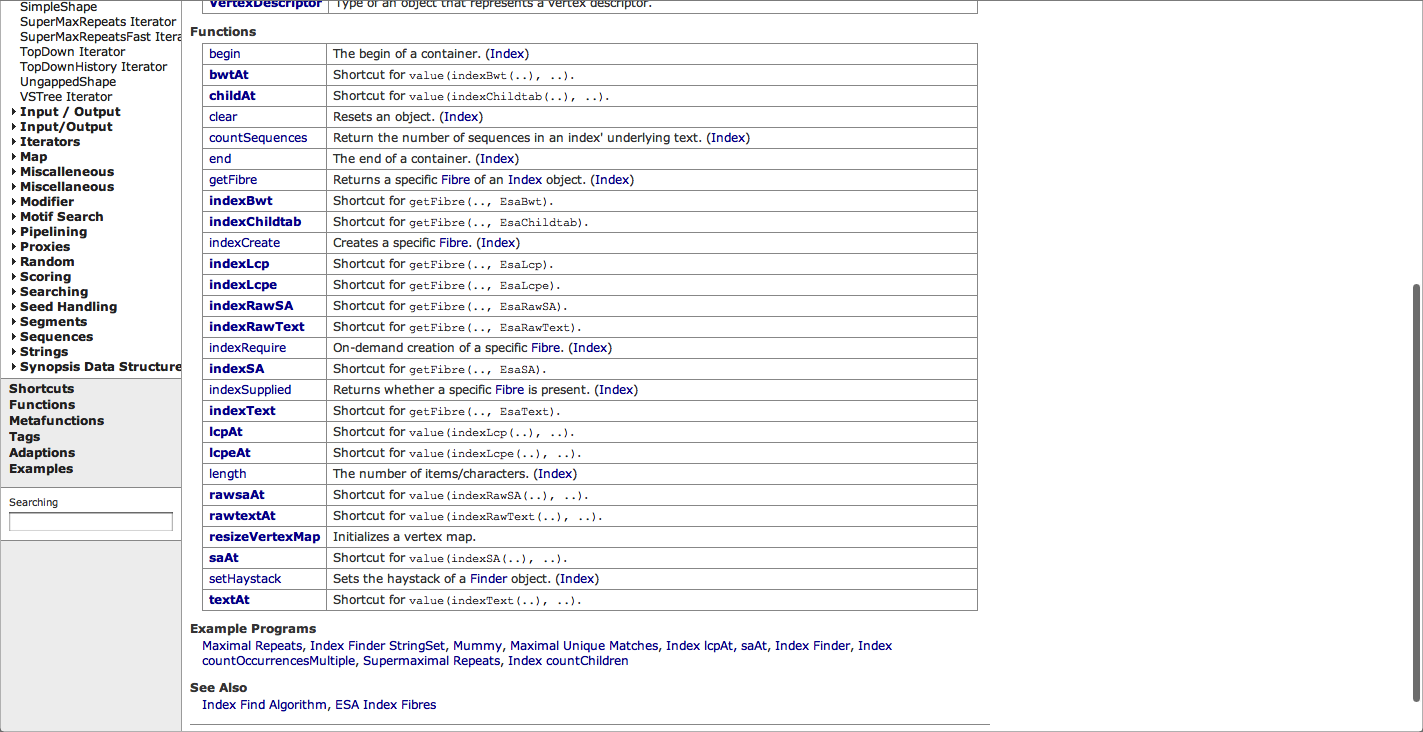 SimpleShape
SuperMaxRepeats Iterator
SuperMaxRepeatsFast Itera
TopDown Iterator
TopDownHistory Iterator
UngappedShape
VSTree Iterator
Input / Output
Input/Output
Iterators
Map
Miscalleneous
Miscellaneous
Modifier
Motif Search
Pipelining
Proxies
Random
Scoring
Searching
Seed Handling
Segments
Sequences
Strings
Synopsis Data Structure
Shortcuts
Functions
Metafunctions
Tags
Adaptions
Examples
Searching
VertexDescriptor Type of an object that represents a vertex descriptor.
Functions
begin The begin of a container. (Index)
bwtAt Shortcut for value(indexBwt(..), ..).
childAt Shortcut for value(indexChildtab(..), ..).
clear Resets an object. (Index)
countSequences Return the number of sequences in an index' underlying text. (Index)
end The end of a container. (Index)
getFibre Returns a specific Fibre of an Index object. (Index)
indexBwt Shortcut for getFibre(.., EsaBwt).
indexChildtab Shortcut for getFibre(.., EsaChildtab).
indexCreate Creates a specific Fibre. (Index)
indexLcp Shortcut for getFibre(.., EsaLcp).
indexLcpe Shortcut for getFibre(.., EsaLcpe).
indexRawSA Shortcut for getFibre(.., EsaRawSA).
indexRawText Shortcut for getFibre(.., EsaRawText).
indexRequire On-demand creation of a specific Fibre. (Index)
indexSA Shortcut for getFibre(.., EsaSA).
indexSupplied Returns whether a specific Fibre is present. (Index)
indexText Shortcut for getFibre(.., EsaText).
lcpAt Shortcut for value(indexLcp(..), ..).
lcpeAt Shortcut for value(indexLcpe(..), ..).
length The number of items/characters. (Index)
rawsaAt Shortcut for value(indexRawSA(..), ..).
rawtextAt Shortcut for value(indexRawText(..), ..).
resizeVertexMap Initializes a vertex map.
saAt Shortcut for value(indexSA(..), ..).
setHaystack Sets the haystack of a Finder object. (Index)
textAt Shortcut for value(indexText(..), ..).
Example Programs
Maximal Repeats, Index Finder StringSet, Mummy, Maximal Unique Matches, Index lcpAt, saAt, Index Finder, Index
countOccurrencesMultiple, Supermaximal Repeats, Index countChildren
See Also
Index Find Algorithm, ESA Index Fibres